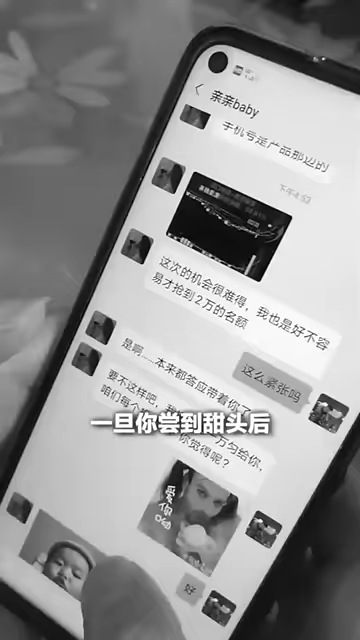 亲亲baby
手机号是产品那边的
下午4:53
这次的机会很难得，我也是好不容
易才抢到2万的名额
这么紧张吗
是啊……本来都答应带着你了
要不这样吧，我
万匀给你，
咱们每个
你觉得呢？
一旦你尝到甜头后
爱你
好